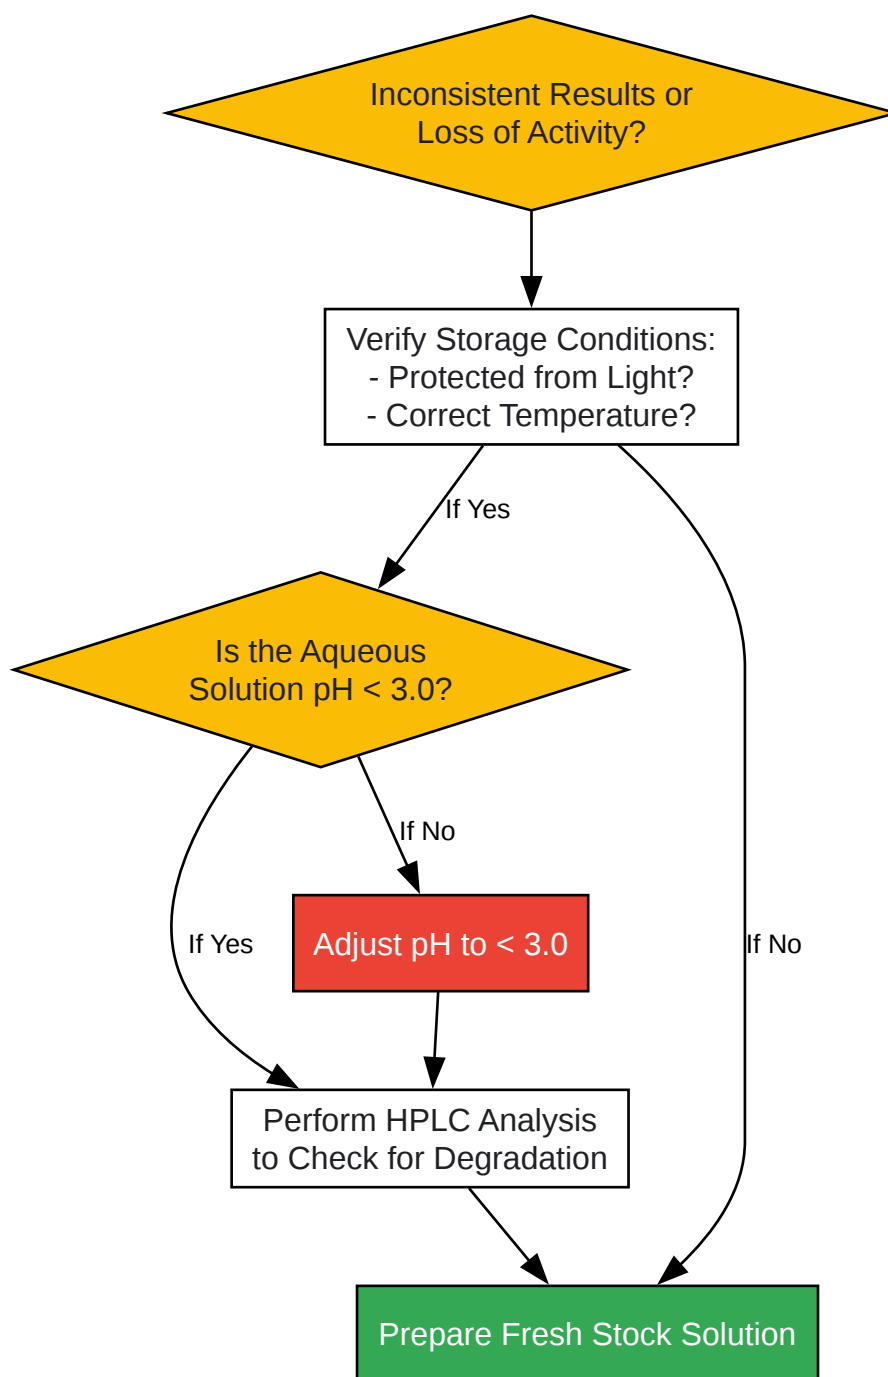 Inconsistent Results or
Loss of Activity?
Verify Storage Conditions:
- Protected from Light?
- Correct Temperature?
If Yes
Is the Aqueous
Solution pH < 3.0?
If No
Adjust pH to < 3.0
If Yes
If No
Perform HPLC Analysis
to Check for Degradation
Prepare Fresh Stock Solution